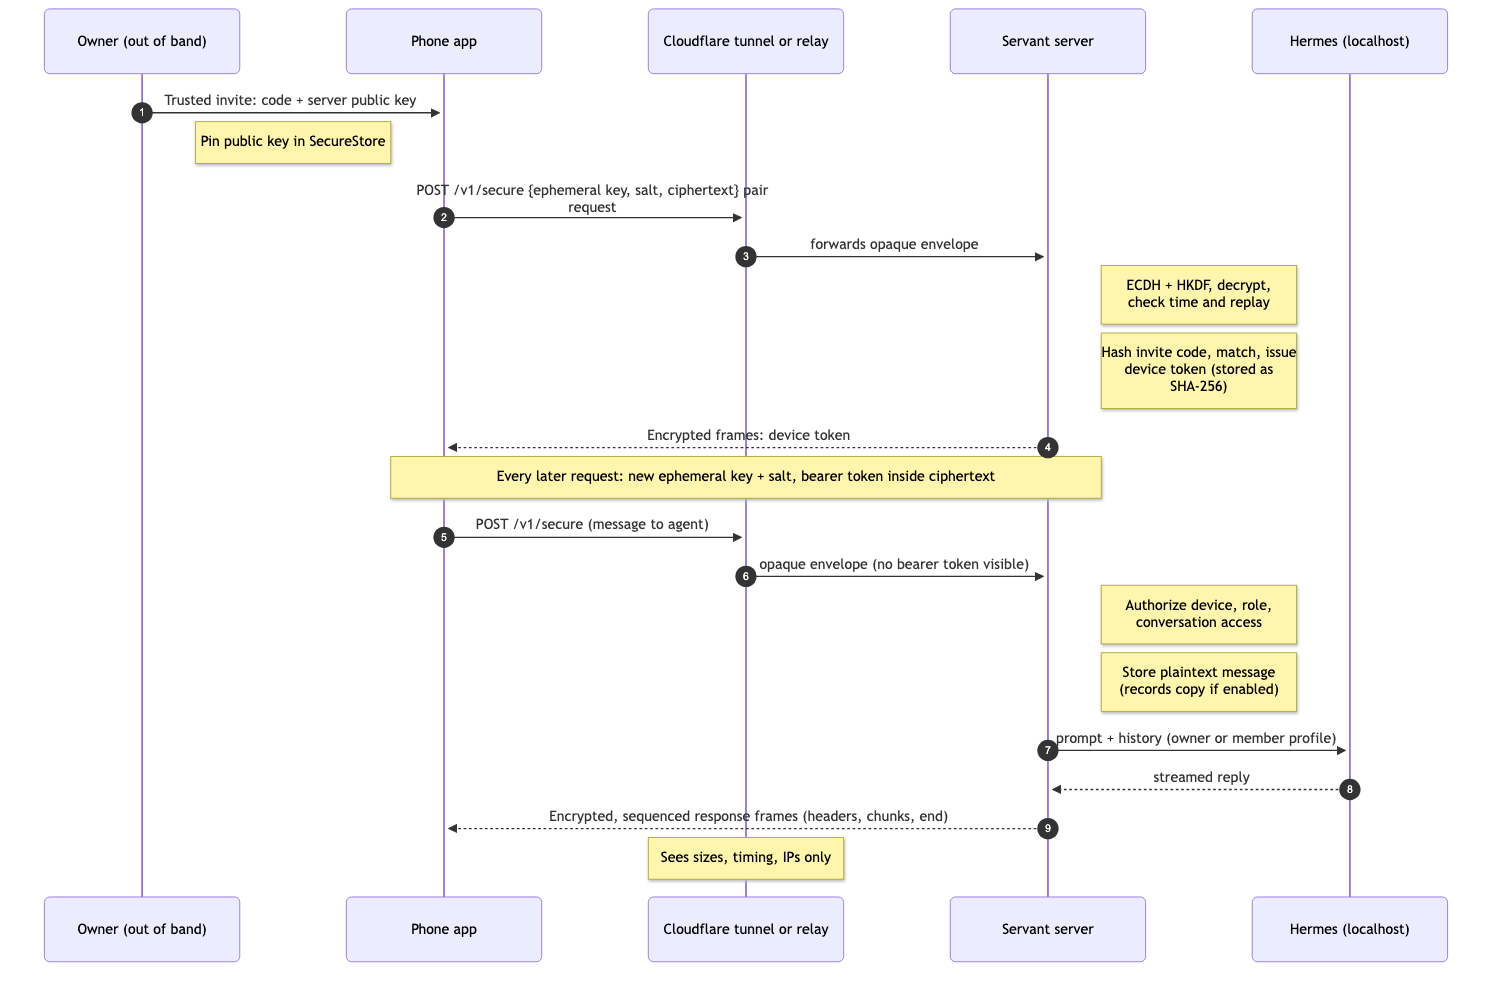 Owner (out of band)
Phone app
Cloudflare tunnel or relay
Servant server
Hermes (localhost)
Trusted invite: code + server public key
1
Pin public key in SecureStore
POST /v1/secure {ephemeral key, salt, ciphertext} pair
request
2
forwards opaque envelope
3
ECDH + HKDF, decrypt,
check time and replay
Hash invite code, match, issue
device token (stored as
SHA-256)
Encrypted frames: device token
4
Every later request: new ephemeral key + salt, bearer token inside ciphertext
POST /v1/secure (message to agent)
5
opaque envelope (no bearer token visible)
6
Authorize device, role,
conversation access
Store plaintext message
(records copy if enabled)
prompt + history (owner or member profile)
7
streamed reply
8
Encrypted, sequenced response frames (headers, chunks, end)
9
Sees sizes, timing, IPs only
Owner (out of band)
Phone app
Cloudflare tunnel or relay
Servant server
Hermes (localhost)